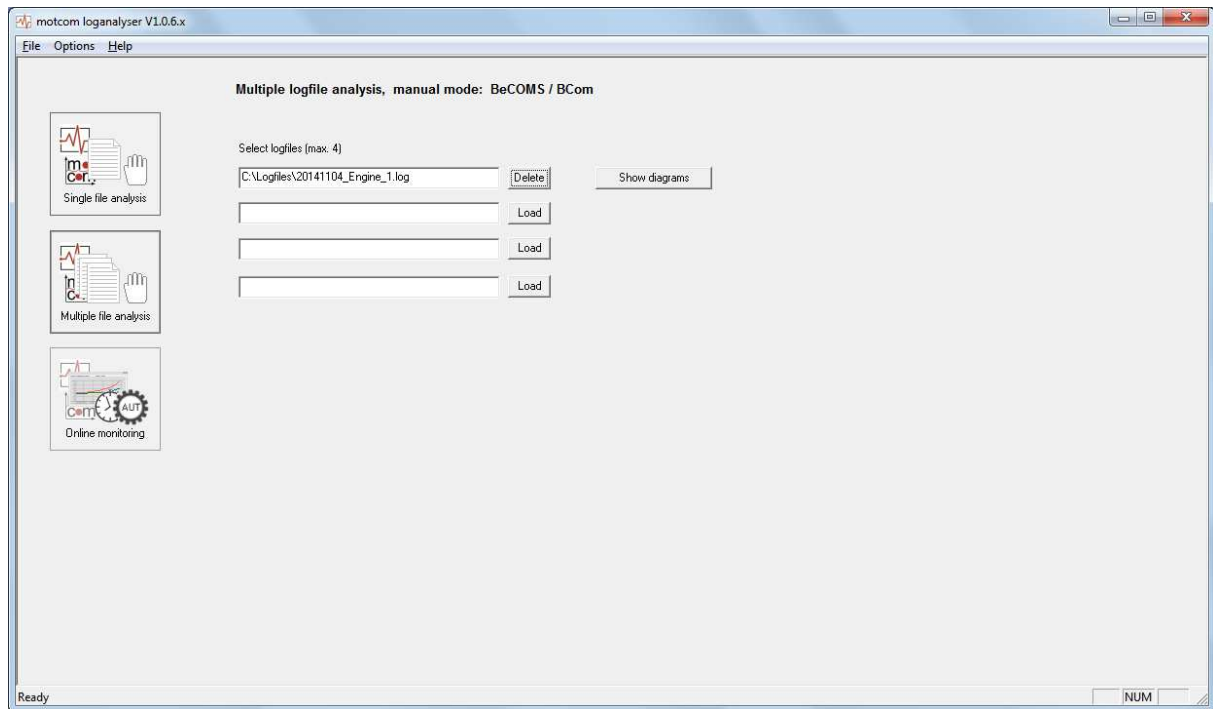 motcom loganalyser V1.0.6.x
File Options Help
Multiple logfile analysis, manual mode: BeCOMS / BCom
Select logfiles (max. 4)
C:\Logfiles\20141104_Engine_1.log Delete Show diagrams
Load
Load
Load
Single file analysis
Multiple file analysis
com AUT
Online monitoring
Ready NUM